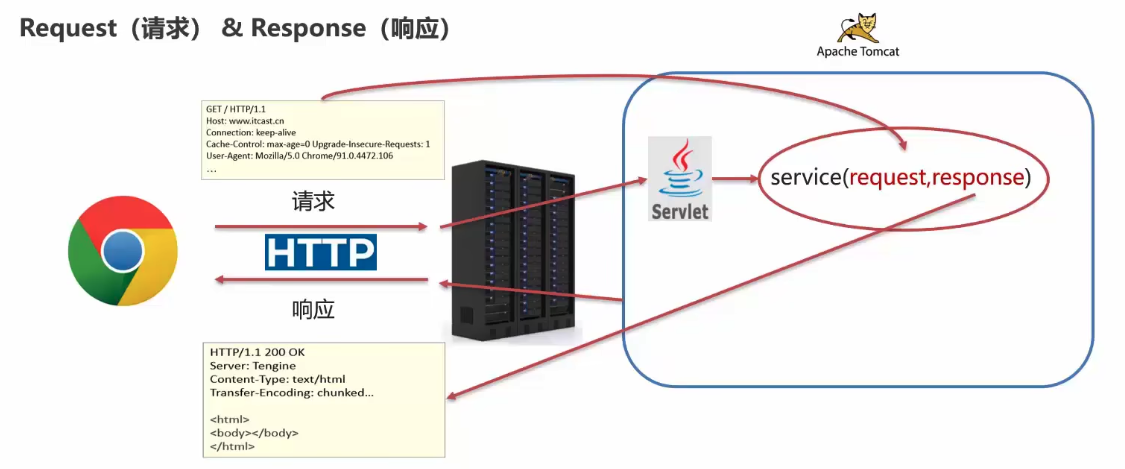 Request（请求） & Response（响应）
Apache Tomcat
GET / HTTP/1.1
Host: www.itcast.cn
Connection: keep-alive
Cache-Control: max-age=0 Upgrade-Insecure-Requests: 1
User-Agent: Mozilla/5.0 Chrome/91.0.4472.106
...
请求
HTTP
响应
Servlet
service(request,response)
HTTP/1.1 200 OK
Server: Tengine
Content-Type: text/html
Transfer-Encoding: chunked...
<html>
<body></body>
</html>